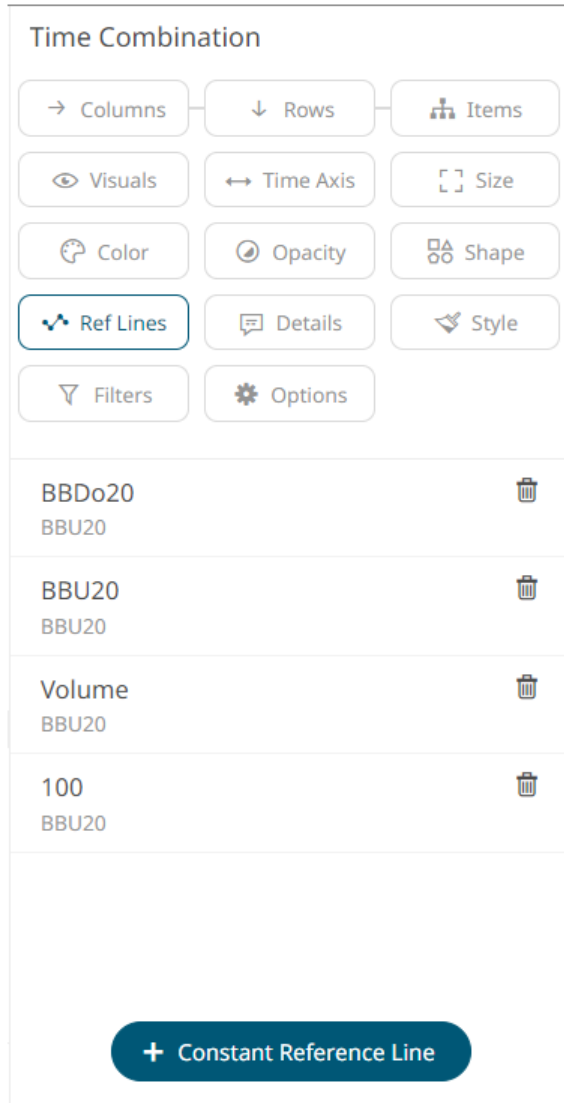 Time Combination
Columns Rows Items
Visuals Time Axis Size
Color Opacity Shape
Ref Lines Details Style
Filters Options
BBDo20
BBU20
BBU20
BBU20
Volume
BBU20
100
BBU20
+ Constant Reference Line